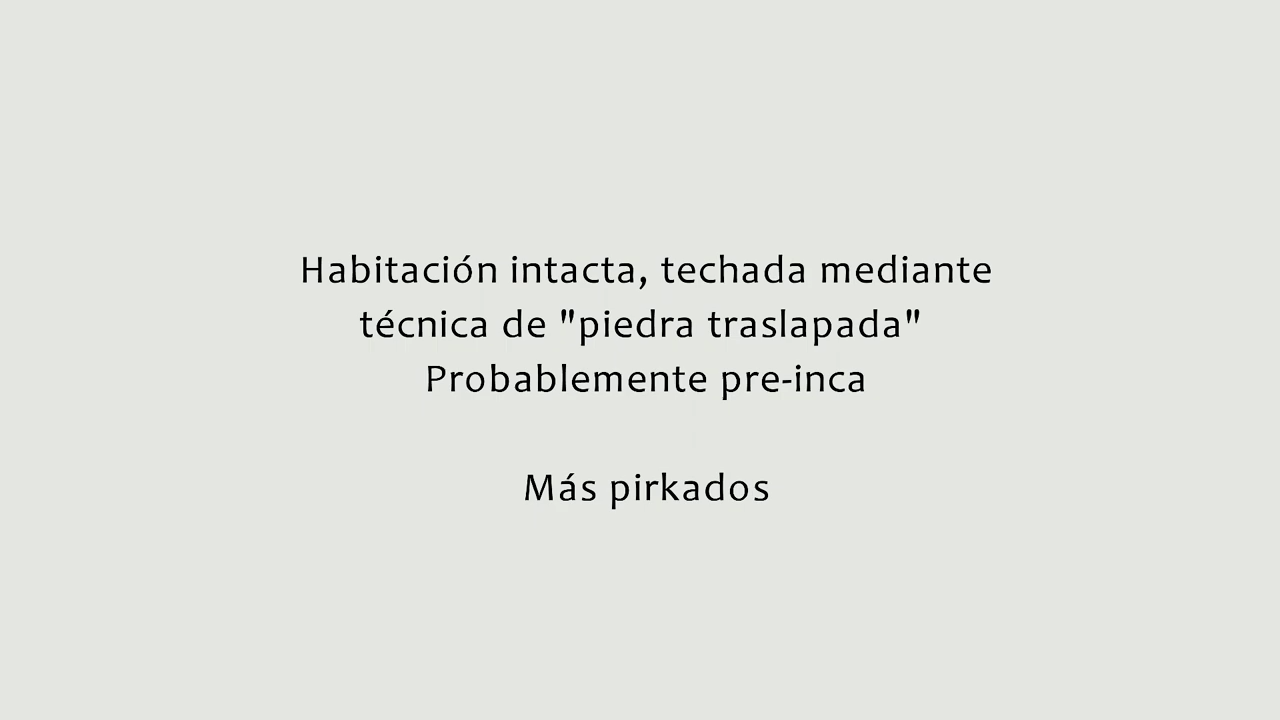 Habitación intacta, techada mediante
técnica de "piedra traslapada"
Probablemente pre-inca
Más pirkados